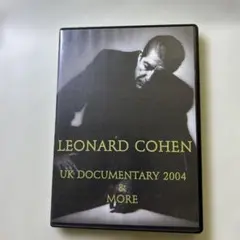 LEONARD COHEN
UK DOCUMENTARY 2004
&
MORE